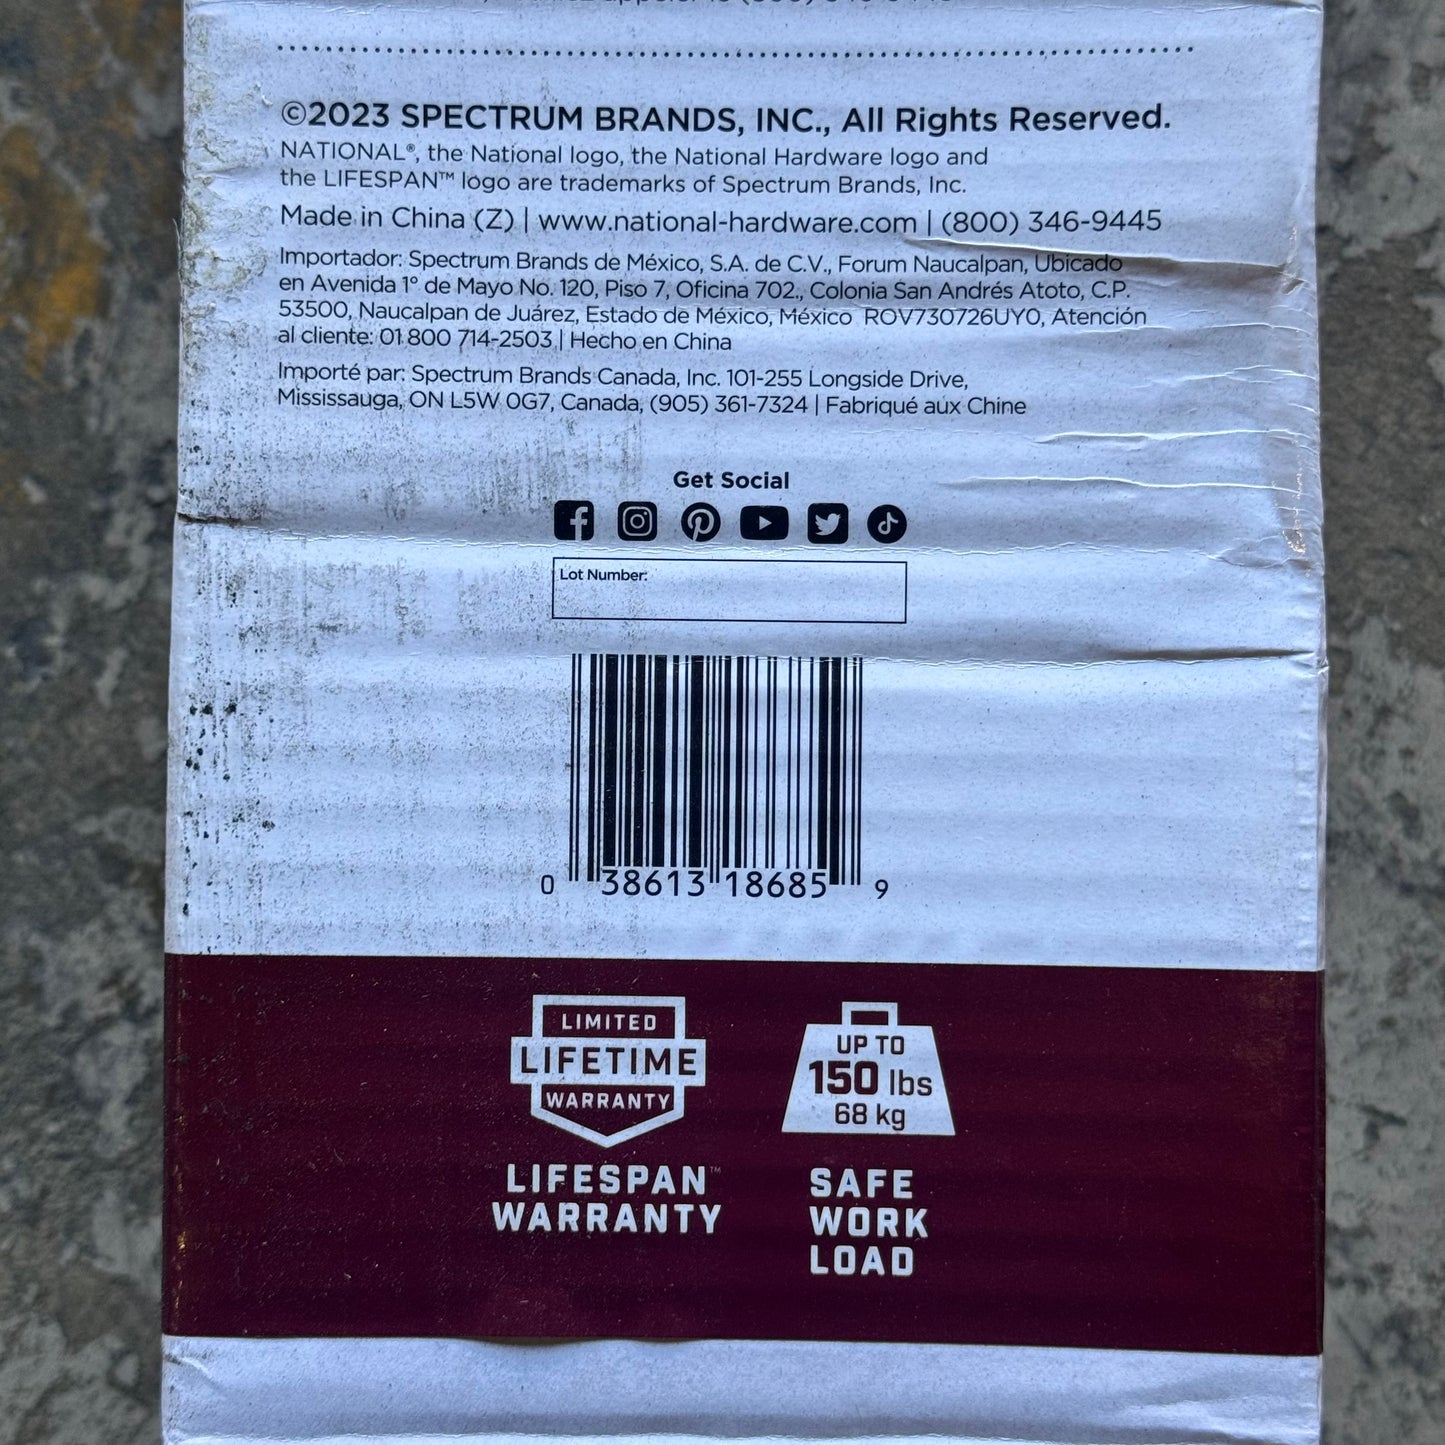 ©2023 SPECTRUM BRANDS, INC., All Rights Reserved.
NATIONAL®, the National logo, the National Hardware logo and
the LIFESPAN™ logo are trademarks of Spectrum Brands, Inc.
Made in China (Z) | www.national-hardware.com | (800) 346-9445
Importador: Spectrum Brands de México, S.A. de C.V., Forum Naucalpan, Ubicado
en Avenida 1º de Mayo No. 120, Piso 7, Oficina 702., Colonia San Andrés Atoto, C.P.
53500, Naucalpan de Juárez, Estado de México, México ROV730726UY0, Atención
al cliente: 01 800 714-2503 | Hecho en China
Importé par: Spectrum Brands Canada, Inc. 101-255 Longside Drive,
Mississauga, ON L5W 0G7, Canada, (905) 361-7324 | Fabriqué aux Chine
Get Social
Lot Number:
0 38613 18685 9
LIMITED
LIFETIME
WARRANTY
LIFESPAN™
WARRANTY
UP TO
150 lbs
68 kg
SAFE
WORK
LOAD